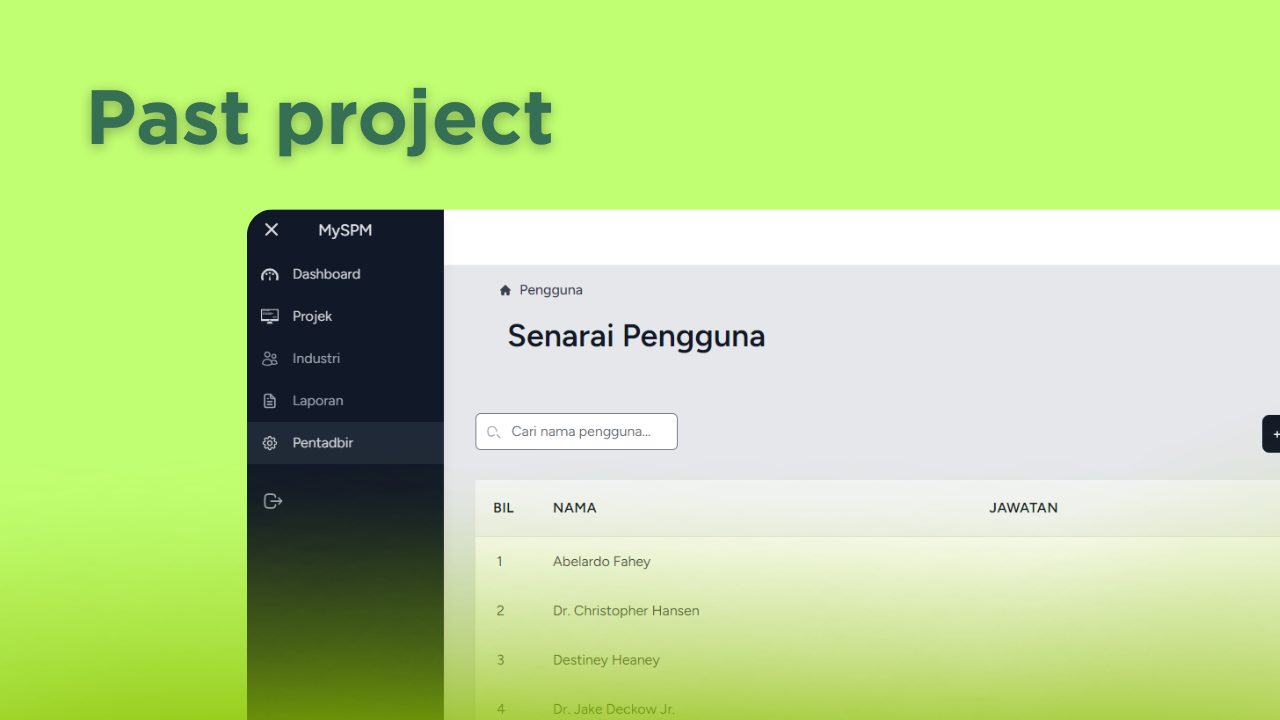 Past project
MySPM
Dashboard
Projek
Industri
Laporan
Pentadbir
Pengguna
Senarai Pengguna
Cari nama pengguna...
+
BIL NAMA JAWATAN
1 Abelardo Fahey
2 Dr. Christopher Hansen
3 Destiney Heaney
4 Dr. Jake Deckow Jr.